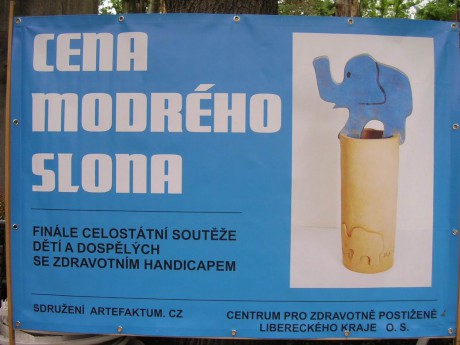 CENA
MODRÉHO
SLONA
FINÁLE CELOSTÁTNÍ SOUTĚŽE
DĚTÍ A DOSPĚLÝCH
SE ZDRAVOTNÍM HANDICAPEM
SDRUŽENÍ ARTEFAKTUM. CZ
CENTRUM PRO ZDRAVOTNĚ POSTIŽENÉ
LIBERECKÉHO KRAJE O. S.